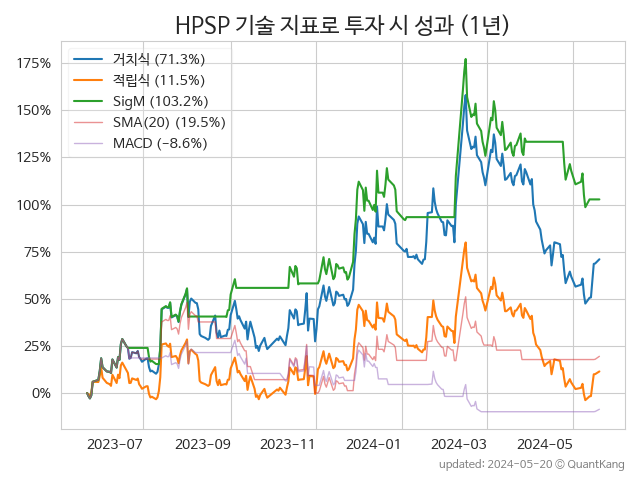 HPSP 기술 지표로 투자 시 성과 (1년)
175%
150%
125%
100%
75%
50%
25%
0%
거치식 (71.3%)
적립식 (11.5%)
SigM (103.2%)
SMA(20) (19.5%)
MACD (−8.6%)
2023-07
2023-09
2023-11
2024-01
2024-03
2024-05
updated: 2024-05-20 © QuantKang